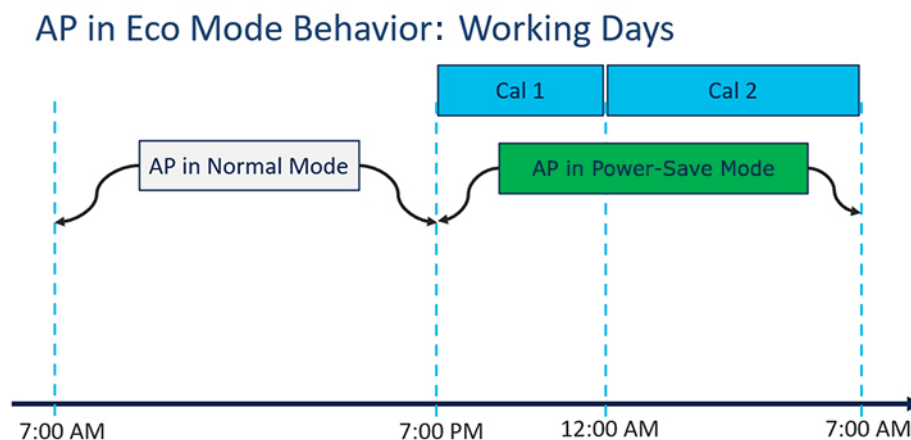 AP in Eco Mode Behavior: Working Days
Cal 1
Cal 2
AP in Normal Mode
AP in Power-Save Mode
7:00 AM
7:00 PM
12:00 AM
7:00 AM